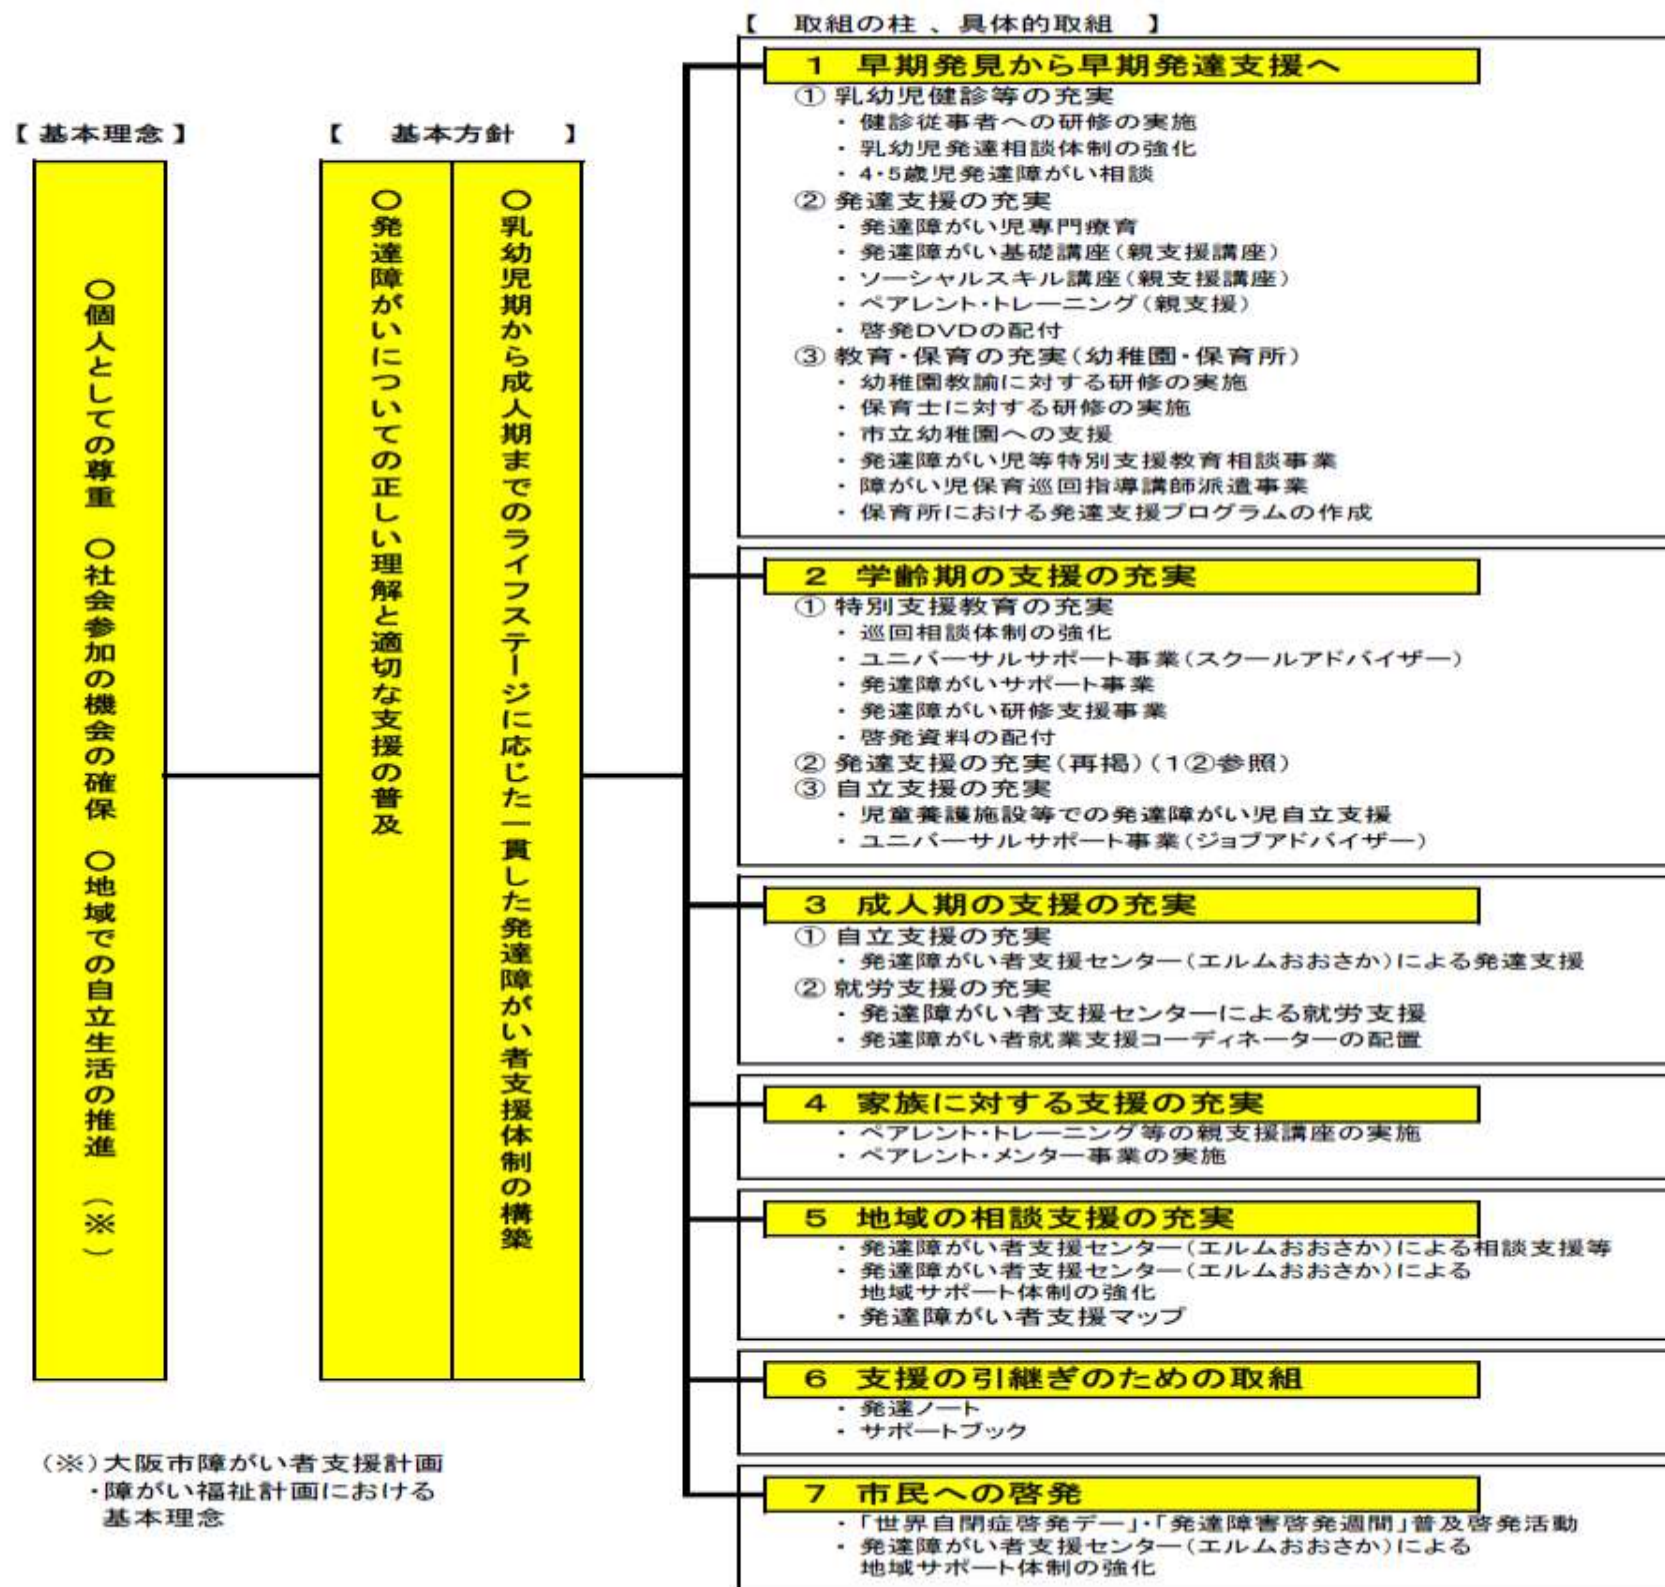 【 基本理念 】
○個人としての尊重　○社会参加の機会の確保　○地域での自立生活の推進　（※）
【　基本方針　】
○乳幼児期から成人期までのライフステージに応じた一貫した発達障がい者支援体制の構築
○発達障がいについての正しい理解と適切な支援の普及
【　取組の柱 、具体的取組　】
1　早期発見から早期発達支援へ
① 乳幼児健診等の充実
・ 健診従事者への研修の実施
・ 乳幼児発達相談体制の強化
・ 4・5歳児発達障がい相談
② 発達支援の充実
・ 発達障がい児専門療育
・ 発達障がい基礎講座(親支援講座)
・ ソーシャルスキル講座(親支援講座)
・ ペアレント・トレーニング(親支援)
・ 啓発DVDの配付
③ 教育・保育の充実(幼稚園・保育所)
・ 幼稚園教諭に対する研修の実施
・ 保育士に対する研修の実施
・ 市立幼稚園への支援
・ 発達障がい児等特別支援教育相談事業
・ 障がい児保育巡回指導講師派遣事業
・ 保育所における発達支援プログラムの作成
2　学齢期の支援の充実
① 特別支援教育の充実
・ 巡回相談体制の強化
・ ユニバーサルサポート事業(スクールアドバイザー)
・ 発達障がいサポート事業
・ 発達障がい研修支援事業
・ 啓発資料の配付
② 発達支援の充実(再掲)(1②参照)
③ 自立支援の充実
・ 児童養護施設等での発達障がい児自立支援
・ ユニバーサルサポート事業(ジョブアドバイザー)
3　成人期の支援の充実
① 自立支援の充実
・ 発達障がい者支援センター(エルムおおさか)による発達支援
② 就労支援の充実
・ 発達障がい者支援センターによる就労支援
・ 発達障がい者就業支援コーディネーターの配置
4　家族に対する支援の充実
・ ペアレント・トレーニング等の親支援講座の実施
・ ペアレント・メンター事業の実施
5　地域の相談支援の充実
・ 発達障がい者支援センター(エルムおおさか)による相談支援等
・ 発達障がい者支援センター(エルムおおさか)による
地域サポート体制の強化
・ 発達障がい者支援マップ
6　支援の引継ぎのための取組
・ 発達ノート
・ サポートブック
7　市民への啓発
・「世界自閉症啓発デー」・「発達障害啓発週間」普及啓発活動
・ 発達障がい者支援センター(エルムおおさか)による
地域サポート体制の強化
(※)大阪市障がい者支援計画
・障がい福祉計画における
基本理念